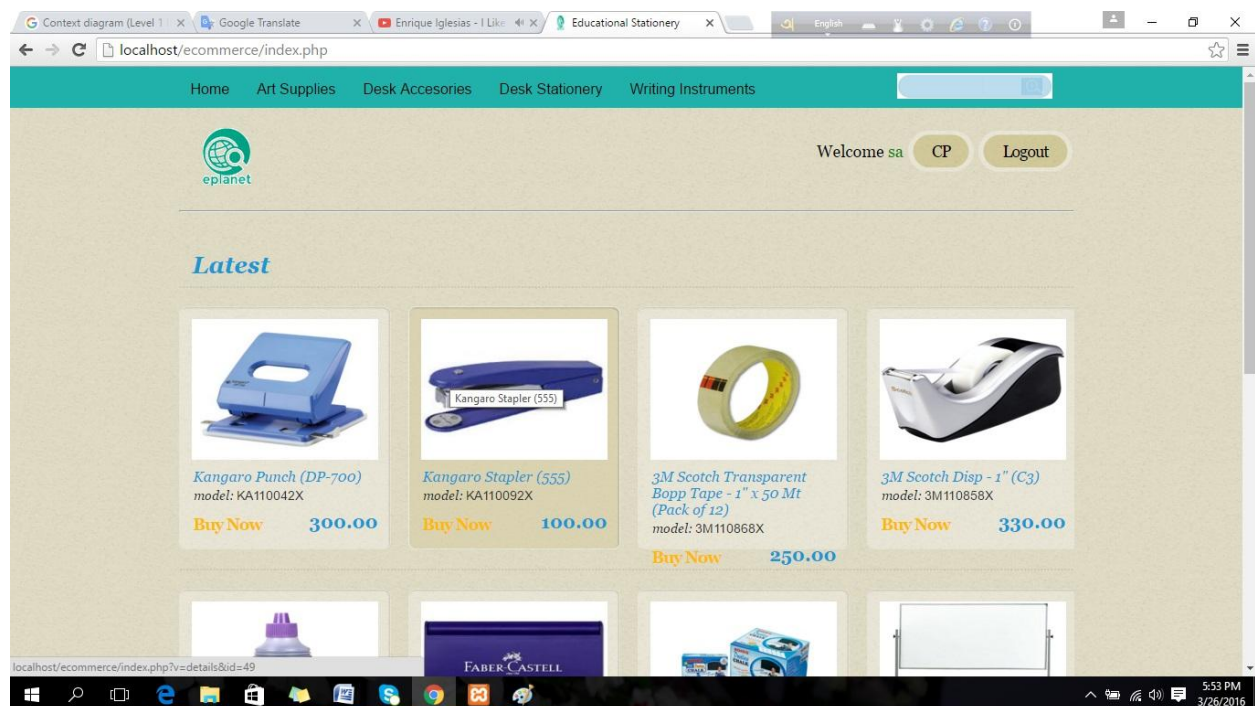 Context diagram (Level 1
Google Translate
Enrique Iglesias - I Like
Educational Stationery
English
localhost/ecommerce/index.php
Home Art Supplies Desk Accesories Desk Stationery Writing Instruments
eplanet
Welcome sa CP Logout
Latest
Kangaro Stapler (555)
Kangaro Punch (DP-700)
model: KA110042X
Buy Now 300.00
Kangaro Stapler (555)
model: KA110092X
Buy Now 100.00
3M Scotch Transparent
Bopp Tape - 1" x 50 Mt
(Pack of 12)
model: 3M110868X
Buy Now 250.00
3M Scotch Disp - 1" (C3)
model: 3M110858X
Buy Now 330.00
FABER-CASTELL
CHALK
localhost/ecommerce/index.php?v=details&id=49
5:53 PM
3/26/2016